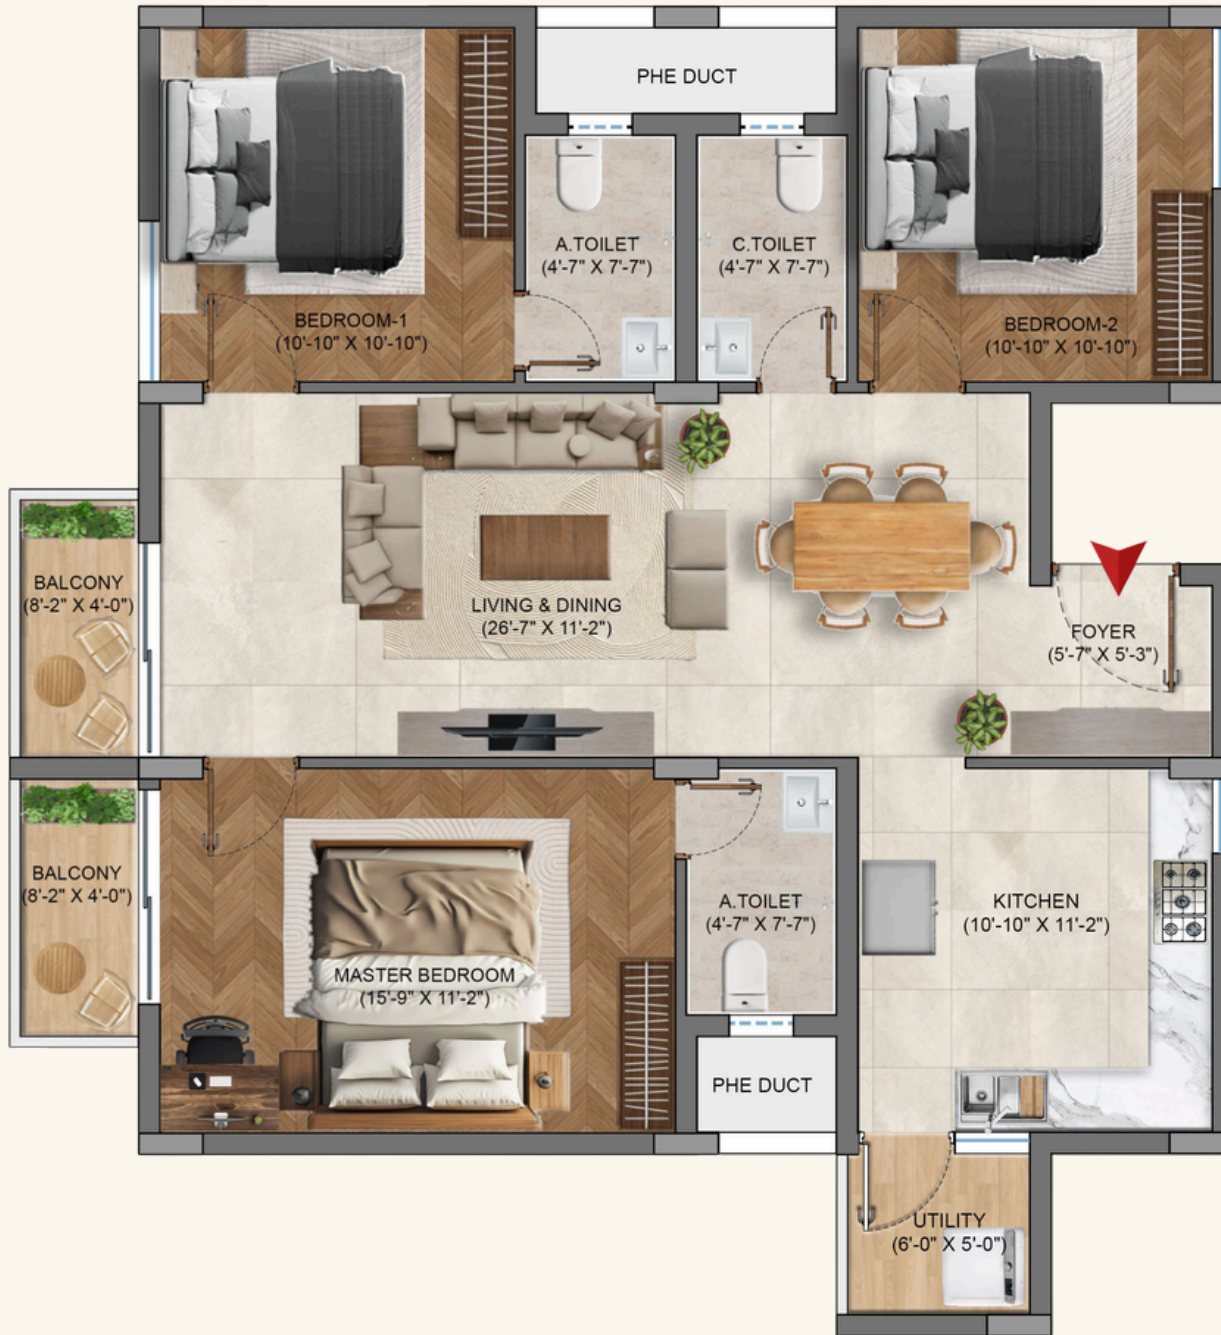 PHE DUCT
A.TOILET
(4'-7" X 7'-7")
C.TOILET
(4'-7" X 7'-7")
BEDROOM-1
(10'-10" X 10'-10")
BEDROOM-2
(10'-10" X 10'-10")
BALCONY
(8'-2" X 4'-0")
LIVING & DINING
(26'-7" X 11'-2")
FOYER
(5'-7" X 5'-3")
BALCONY
(8'-2" X 4'-0")
MASTER BEDROOM
(15'-9" X 11'-2")
A.TOILET
(4'-7" X 7'-7")
KITCHEN
(10'-10" X 11'-2")
PHE DUCT
UTILITY
(6'-0" X 5'-0")